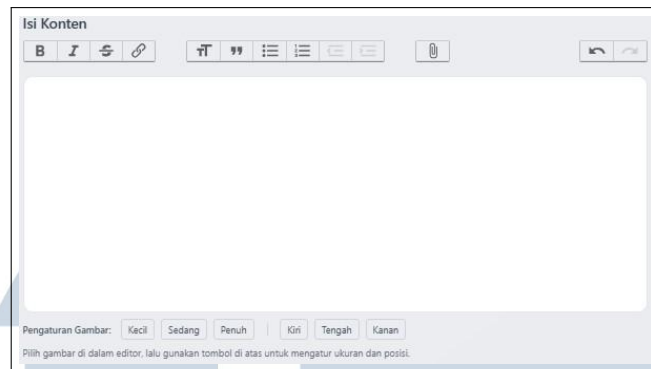 Isi Konten
B I S
Pengaturan Gambar: Kecil Sedang Penuh | Kiri Tengah Kanan
Pilih gambar di dalam editor, lalu gunakan tombol di atas untuk mengatur ukuran dan posisi.